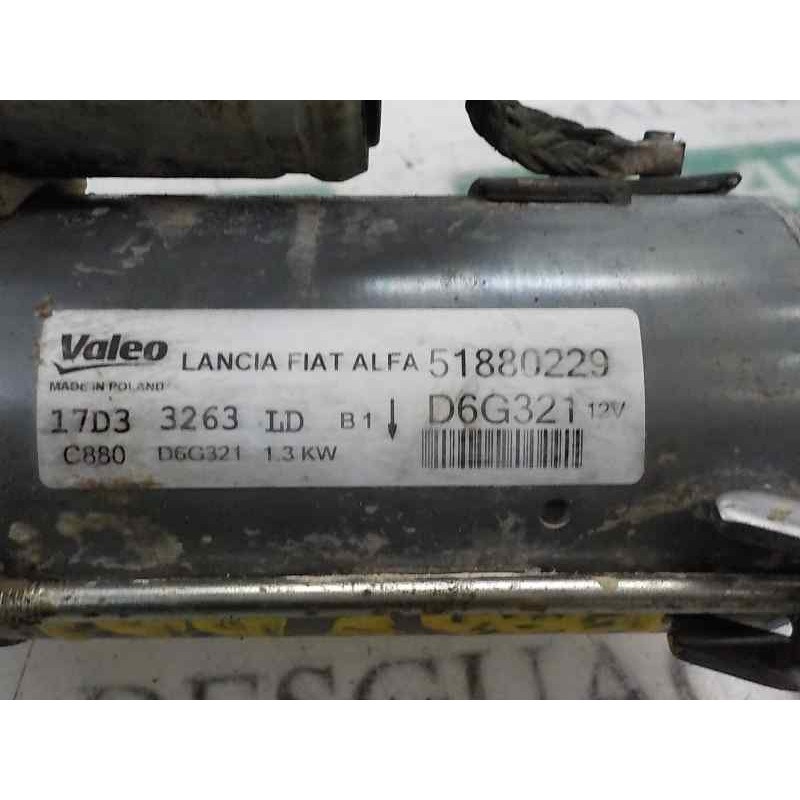 Valeo LANCIA FIAT ALFA 51880229
MADE IN POLAND
17D3 3263 LD B1 D6G321 12V
C880 D6G321 1.3 KW
DESGUAC